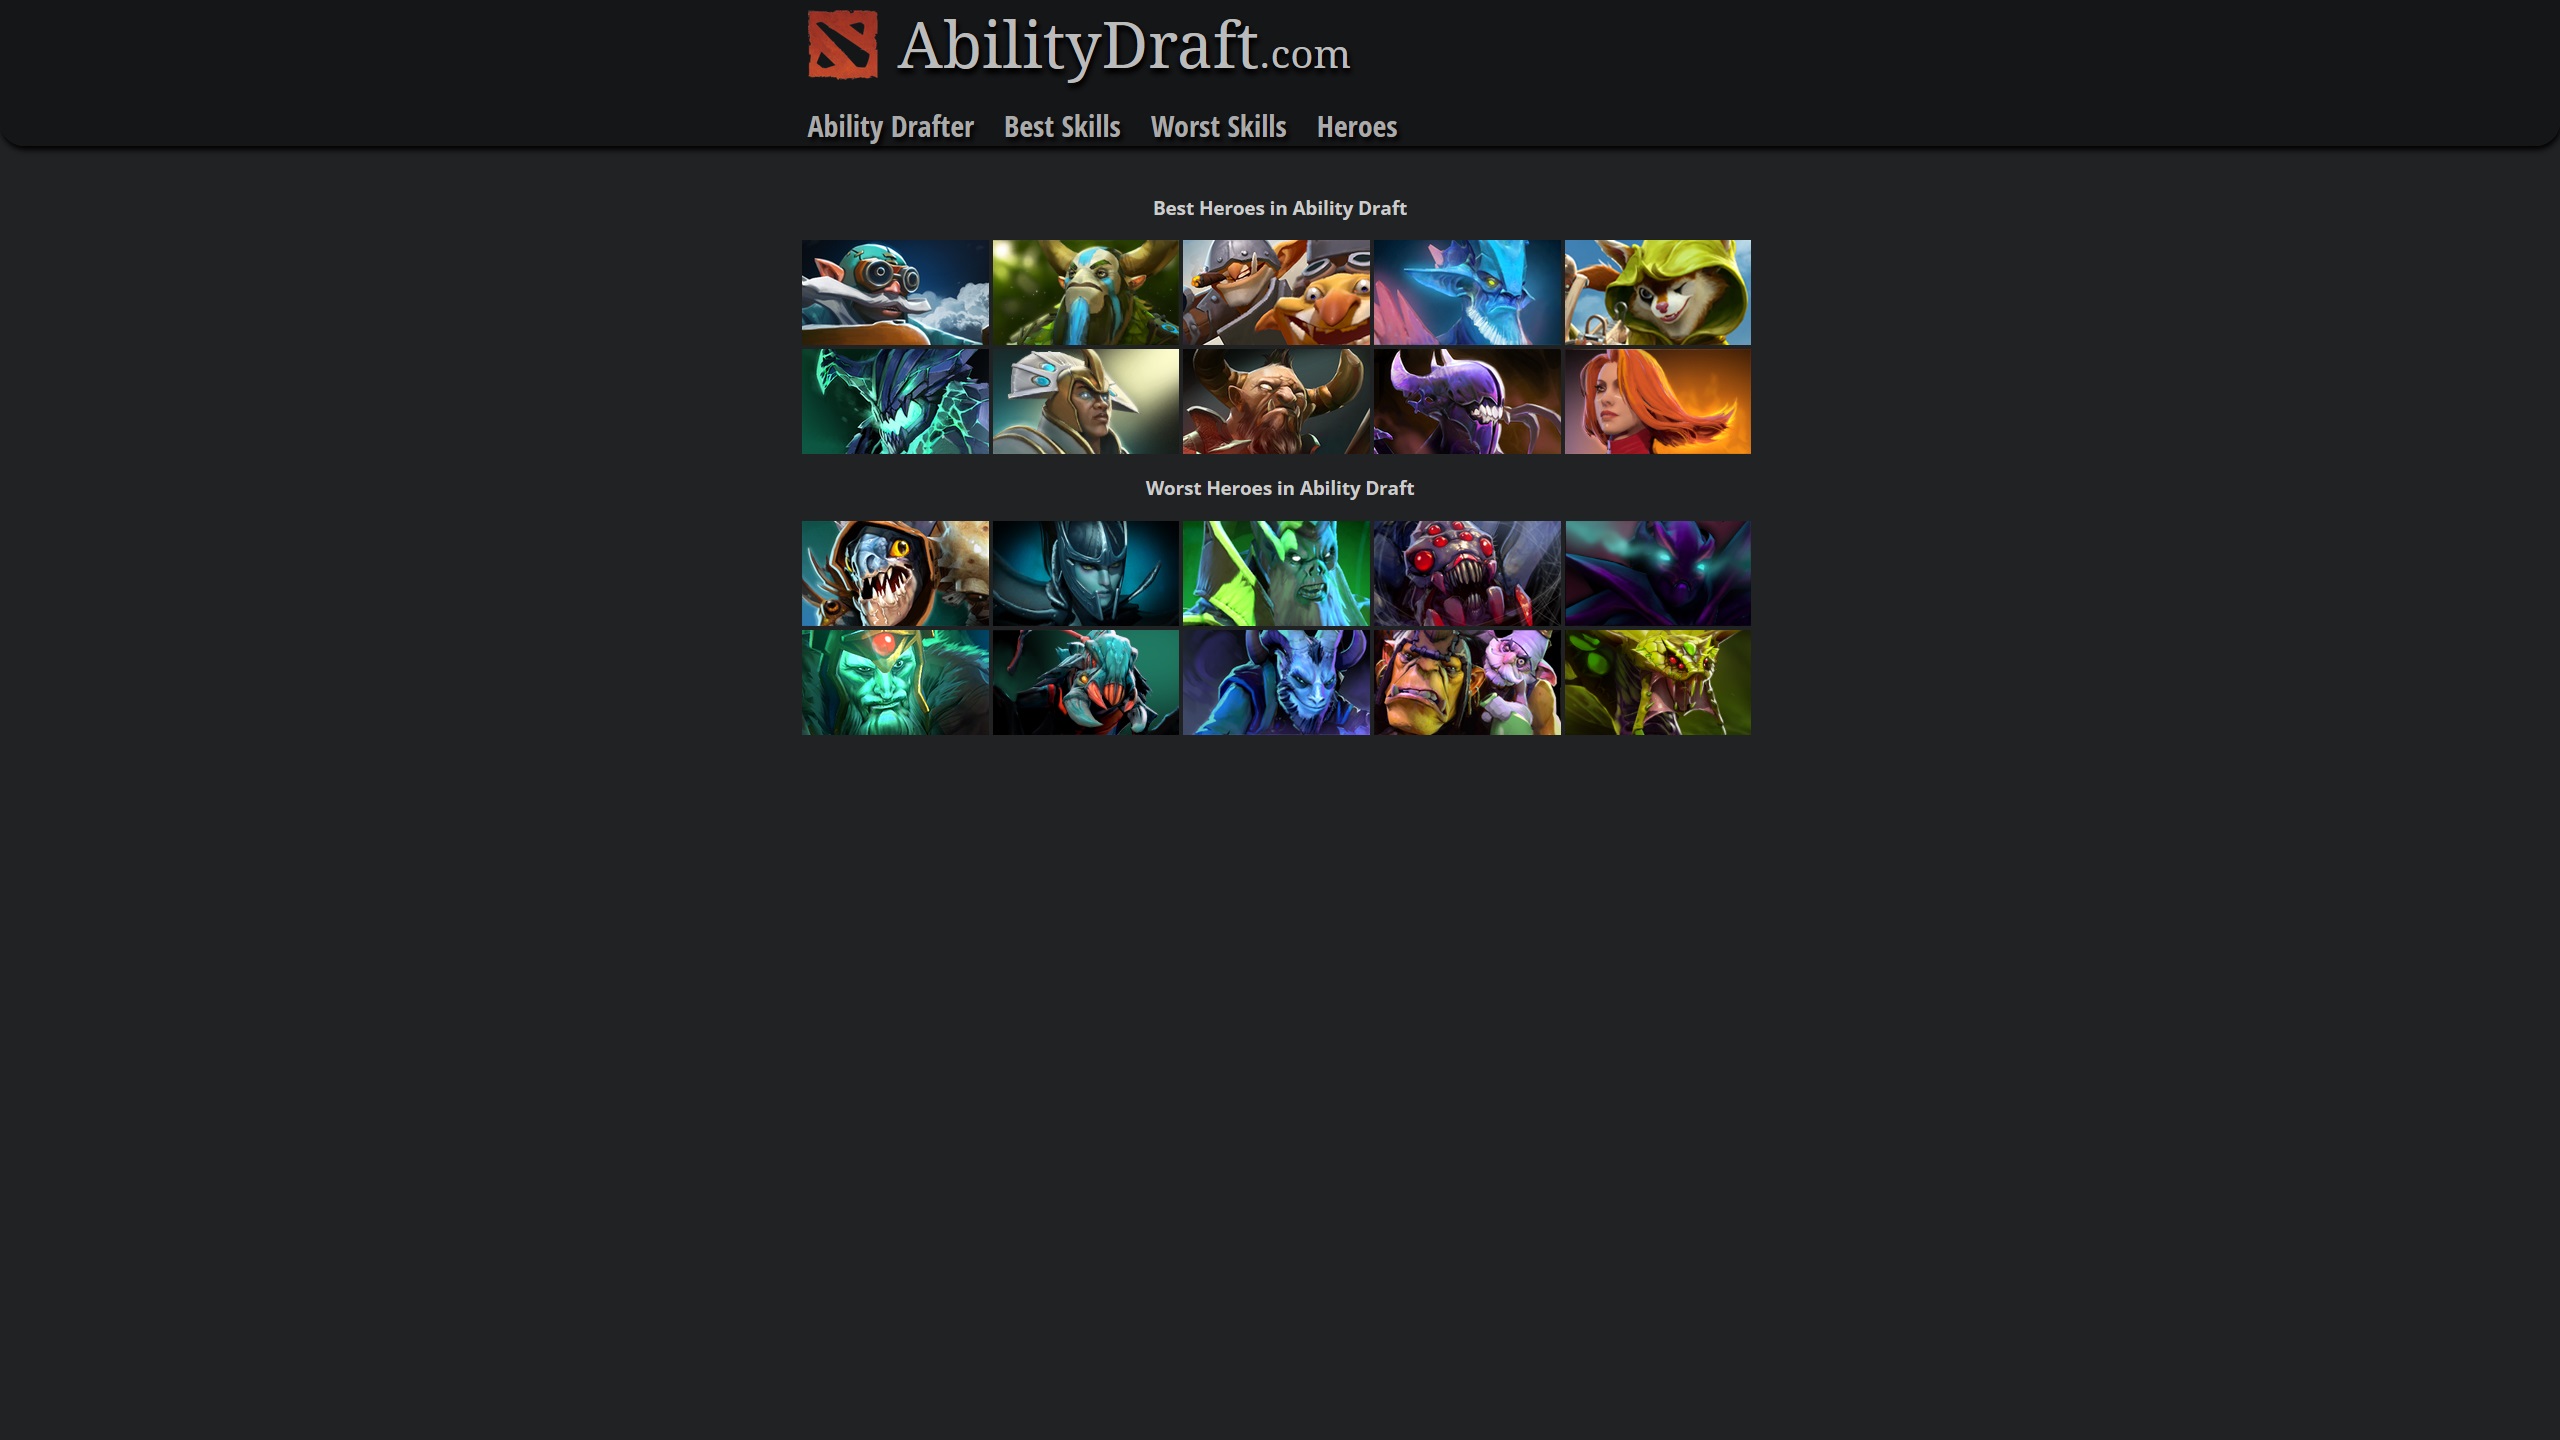 AbilityDraft.com
Ability Drafter Best Skills Worst Skills Heroes
Best Heroes in Ability Draft
Worst Heroes in Ability Draft